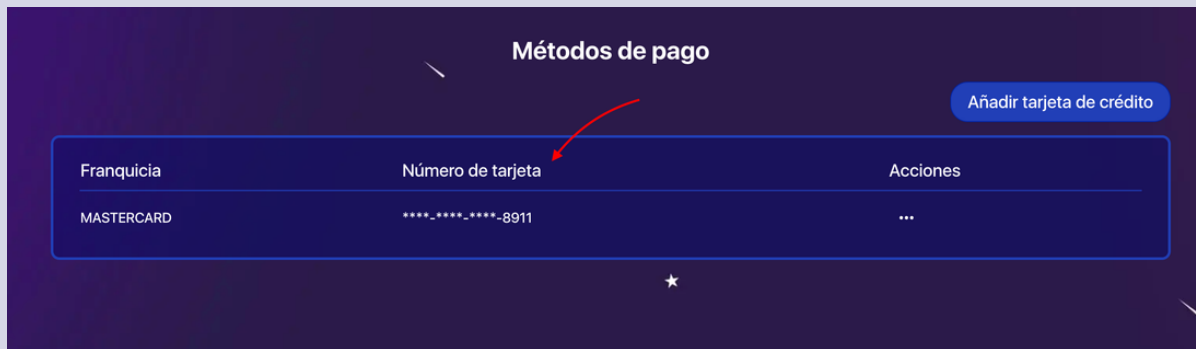 Métodos de pago
Añadir tarjeta de crédito
Franquicia Número de tarjeta Acciones
MASTERCARD ****-****-****-8911 •••